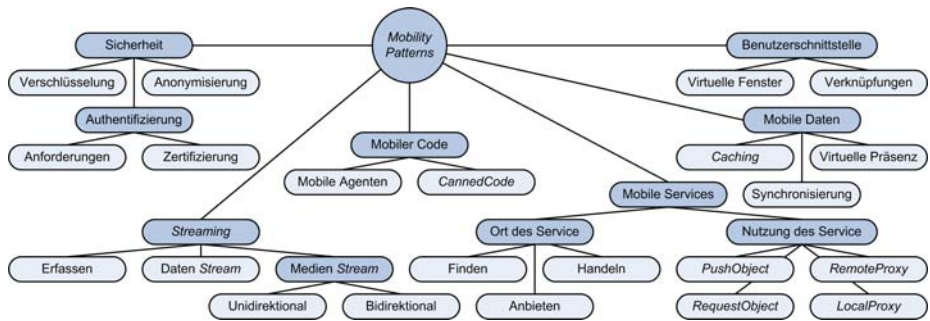 Mobility
Patterns
Sicherheit
Benutzerschnittstelle
Verschlüsselung
Anonymisierung
Virtuelle Fenster
Verknüpfungen
Authentifizierung
Mobile Daten
Mobiler Code
Anforderungen
Zertifizierung
Caching
Virtuelle Präsenz
Mobile Agenten
CannedCode
Mobile Services
Synchronisierung
Streaming
Ort des Service
Nutzung des Service
Erfassen
Daten Stream
Medien Stream
Finden
Handeln
PushObject
RemoteProxy
Unidirektional
Bidirektional
Anbieten
RequestObject
LocalProxy